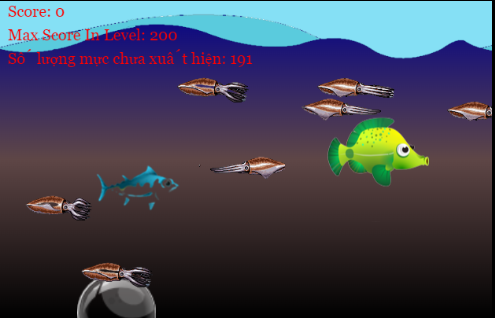 Score: 0
Max Score In Level: 200
Số lượng mực chưa xuất hiện: 191